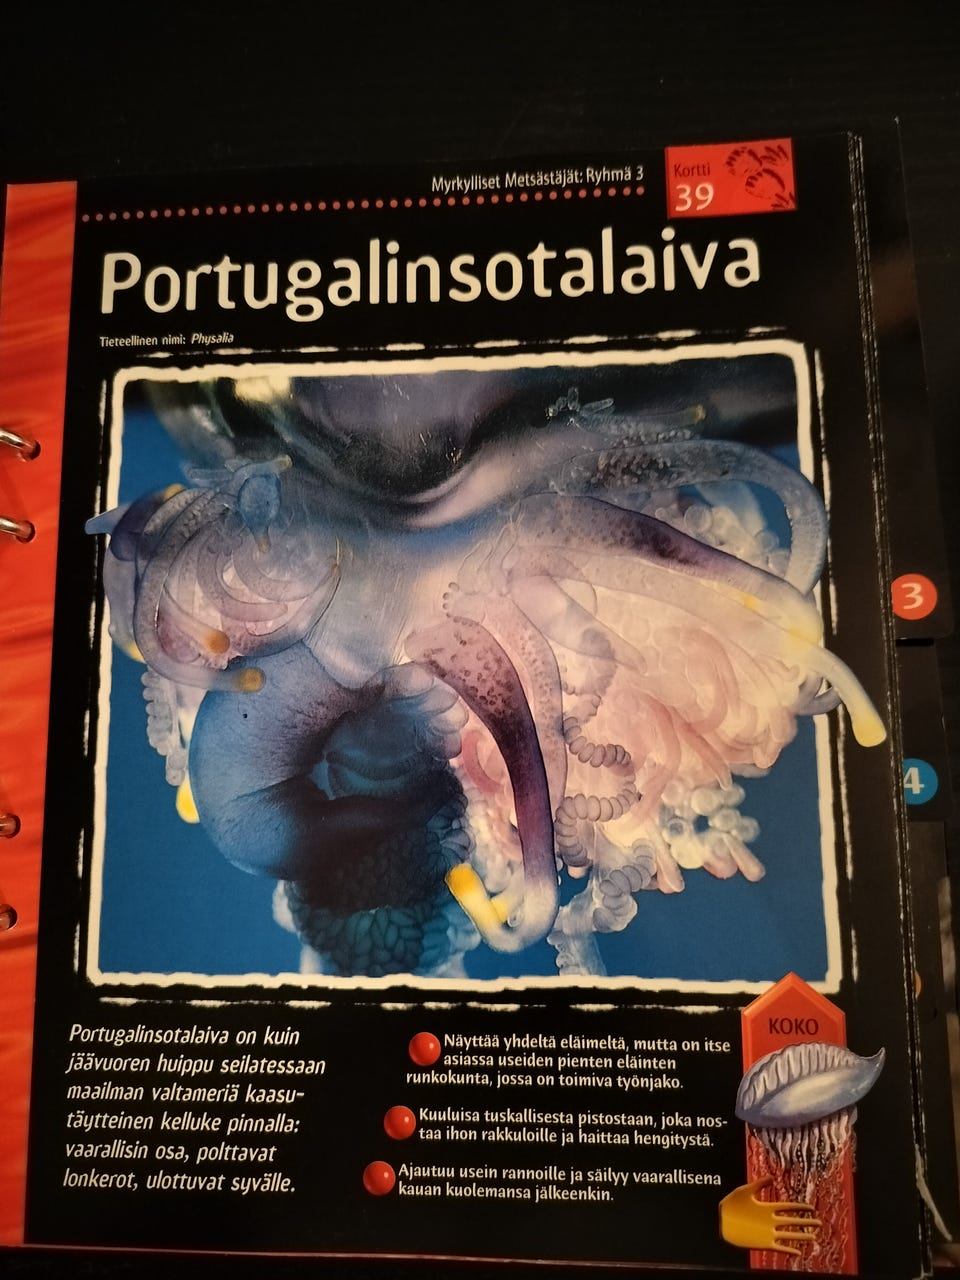 Myrkylliset Metsästäjät: Ryhmä 3
Kortti
39
Portugalinsotalaiva
Tieteellinen nimi: Physalia
3
4
Portugalinsotalaiva on kuin
jäävuoren huippu seilatessaan
maailman valtameriä kaasu-
täytteinen kelluke pinnalla:
vaarallisin osa, polttavat
lonkerot, ulottuvat syvälle.
Näyttää yhdeltä eläimeltä, mutta on itse
asiassa useiden pienten eläinten
runkokunta, jossa on toimiva työnjako.
Kuuluisa tuskallisesta pistostaan, joka nos-
taa ihon rakkuloille ja haittaa hengitystä.
Ajautuu usein rannoille ja säilyy vaarallisena
kauan kuolemansa jälkeenkin.
KOKO